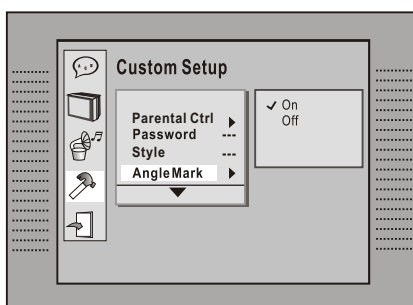 Custom Setup
Parental Ctrl
Password ---
Style ---
AngleMark
On
Off